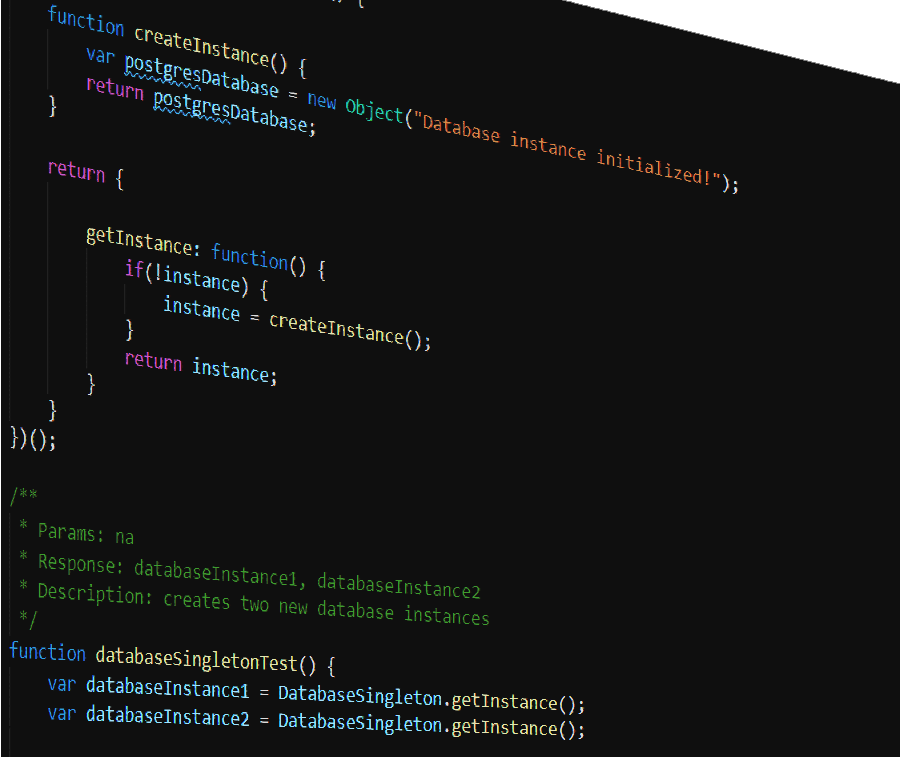 function createInstance() {
var postgresDatabase = new Object("Database instance initialized!");
return postgresDatabase;
}
return {
getInstance: function() {
if(!instance) {
instance = createInstance();
}
return instance;
}
}
})();
/**
* Params: na
* Response: databaseInstance1, databaseInstance2
* Description: creates two new database instances
*/
function databaseSingletonTest() {
var databaseInstance1 = DatabaseSingleton.getInstance();
var databaseInstance2 = DatabaseSingleton.getInstance();